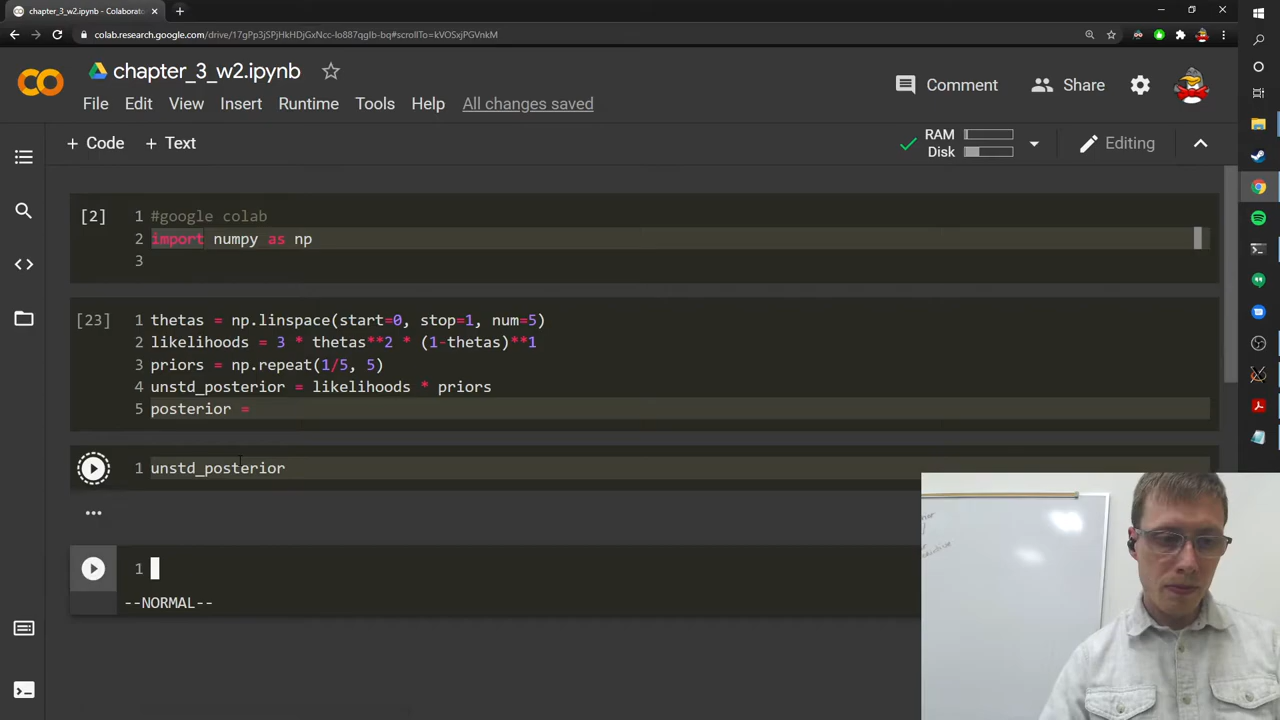 chapter_3_w2.ipynb - Colaborato
colab.research.google.com/drive/17gPp3jSPjHkHDjGxNcc-lo887qgIb-bq#scrollTo=kVOSxjPGVnkM
chapter_3_w2.ipynb
File Edit View Insert Runtime Tools Help All changes saved
Comment Share
+ Code + Text
RAM
Disk
Editing
[2] 1 #google colab
2 import numpy as np
3
[23] 1 thetas = np.linspace(start=0, stop=1, num=5)
2 likelihoods = 3 * thetas**2 * (1-thetas)**1
3 priors = np.repeat(1/5, 5)
4 unstd_posterior = likelihoods * priors
5 posterior =
1 unstd_posterior
...
1
--NORMAL--